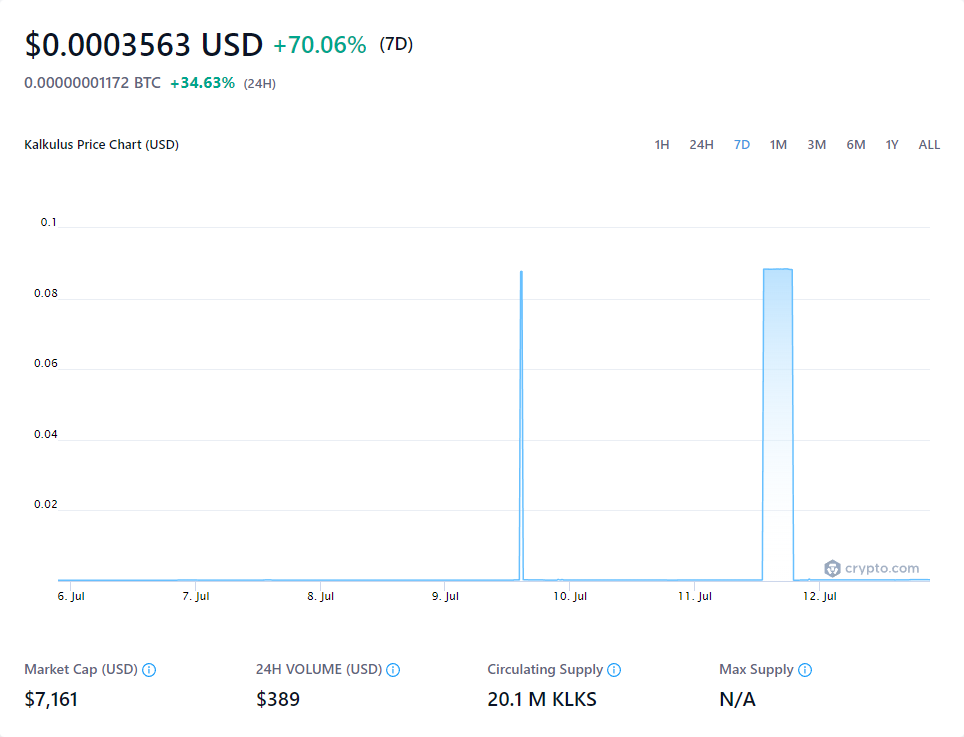 $0.0003563 USD +70.06% (7D)
0.00000001172 BTC +34.63% (24H)
Kalkulus Price Chart (USD) 1H 24H 7D 1M 3M 6M 1Y ALL
0.1
0.08
0.06
0.04
0.02
crypto.com
6. Jul 7. Jul 8. Jul 9. Jul 10. Jul 11. Jul 12. Jul
Market Cap (USD) 24H VOLUME (USD) Circulating Supply Max Supply
$7,161 $389 20.1 M KLKS N/A